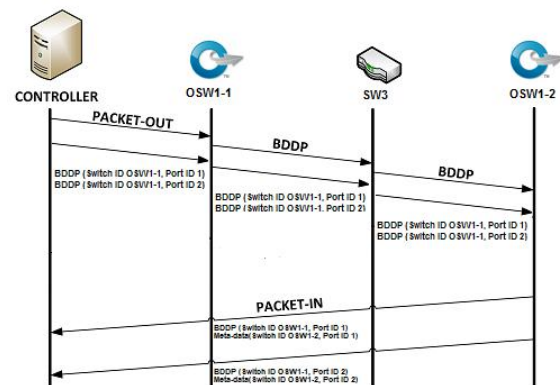 CONTROLLER
OSW1-1
SW3
OSW1-2
PACKET-OUT
BDDP
BDDP
BDDP ( Switch ID OSW1-1, Port ID 1)
BDDP ( Switch ID OSW1-1, Port ID 2)
BDDP ( Switch ID OSW1-1, Port ID 1)
BDDP ( Switch ID OSW1-1, Port ID 2)
BDDP ( Switch ID OSW1-1, Port ID 1)
BDDP ( Switch ID OSW1-1, Port ID 2)
PACKET-IN
BDDP ( Switch ID OSW1-1, Port ID 1)
Meta-data( Switch ID OSW1-2, Port ID 1)
BDDP ( Switch ID OSW1-1, Port ID 2)
Meta-data( Switch ID OSW1-2, Port ID 2)